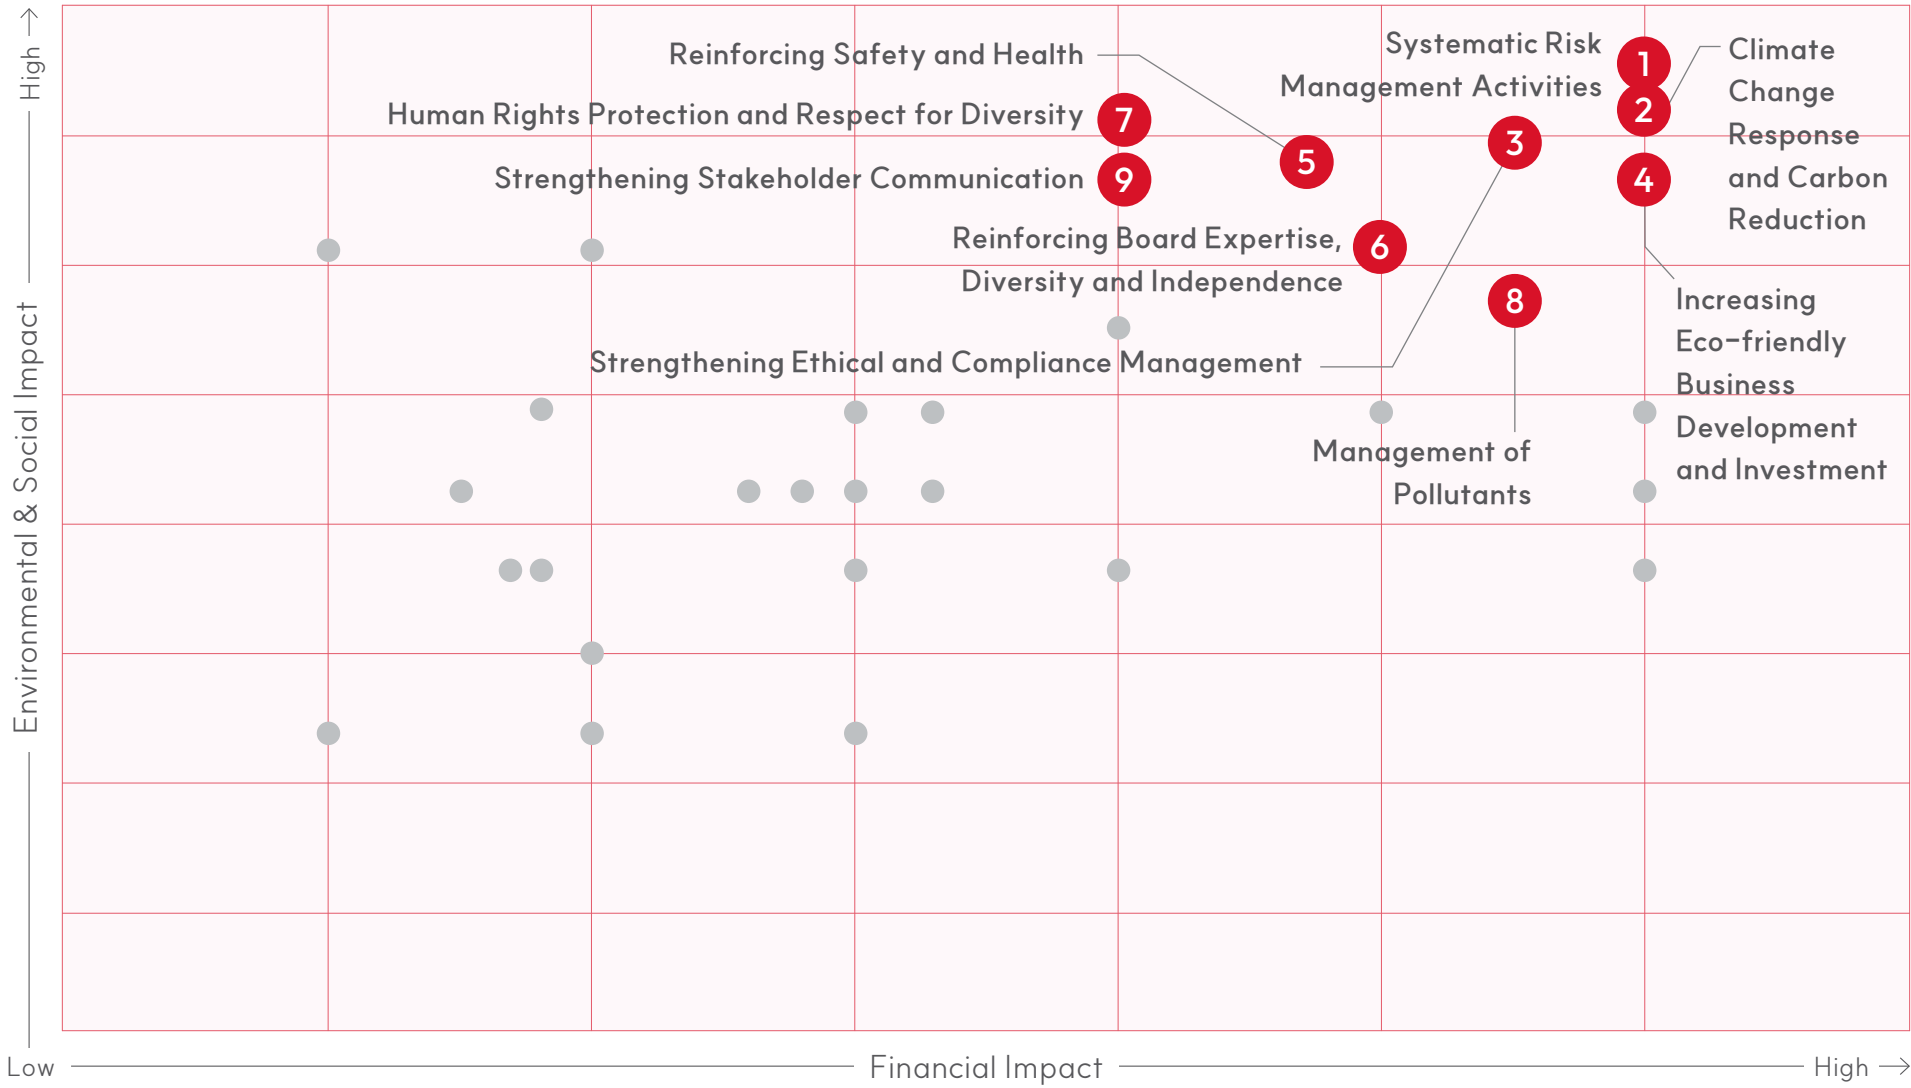 High
Environmental & Social Impact
Low
Financial Impact
High
Reinforcing Safety and Health
Human Rights Protection and Respect for Diversity
7
Strengthening Stakeholder Communication
9
5
Systematic Risk
Management Activities
1
2
Climate
Change
Response
and Carbon
Reduction
3
4
Reinforcing Board Expertise,
Diversity and Independence
6
8
Strengthening Ethical and Compliance Management
Management of
Pollutants
Increasing
Eco-friendly
Business
Development
and Investment